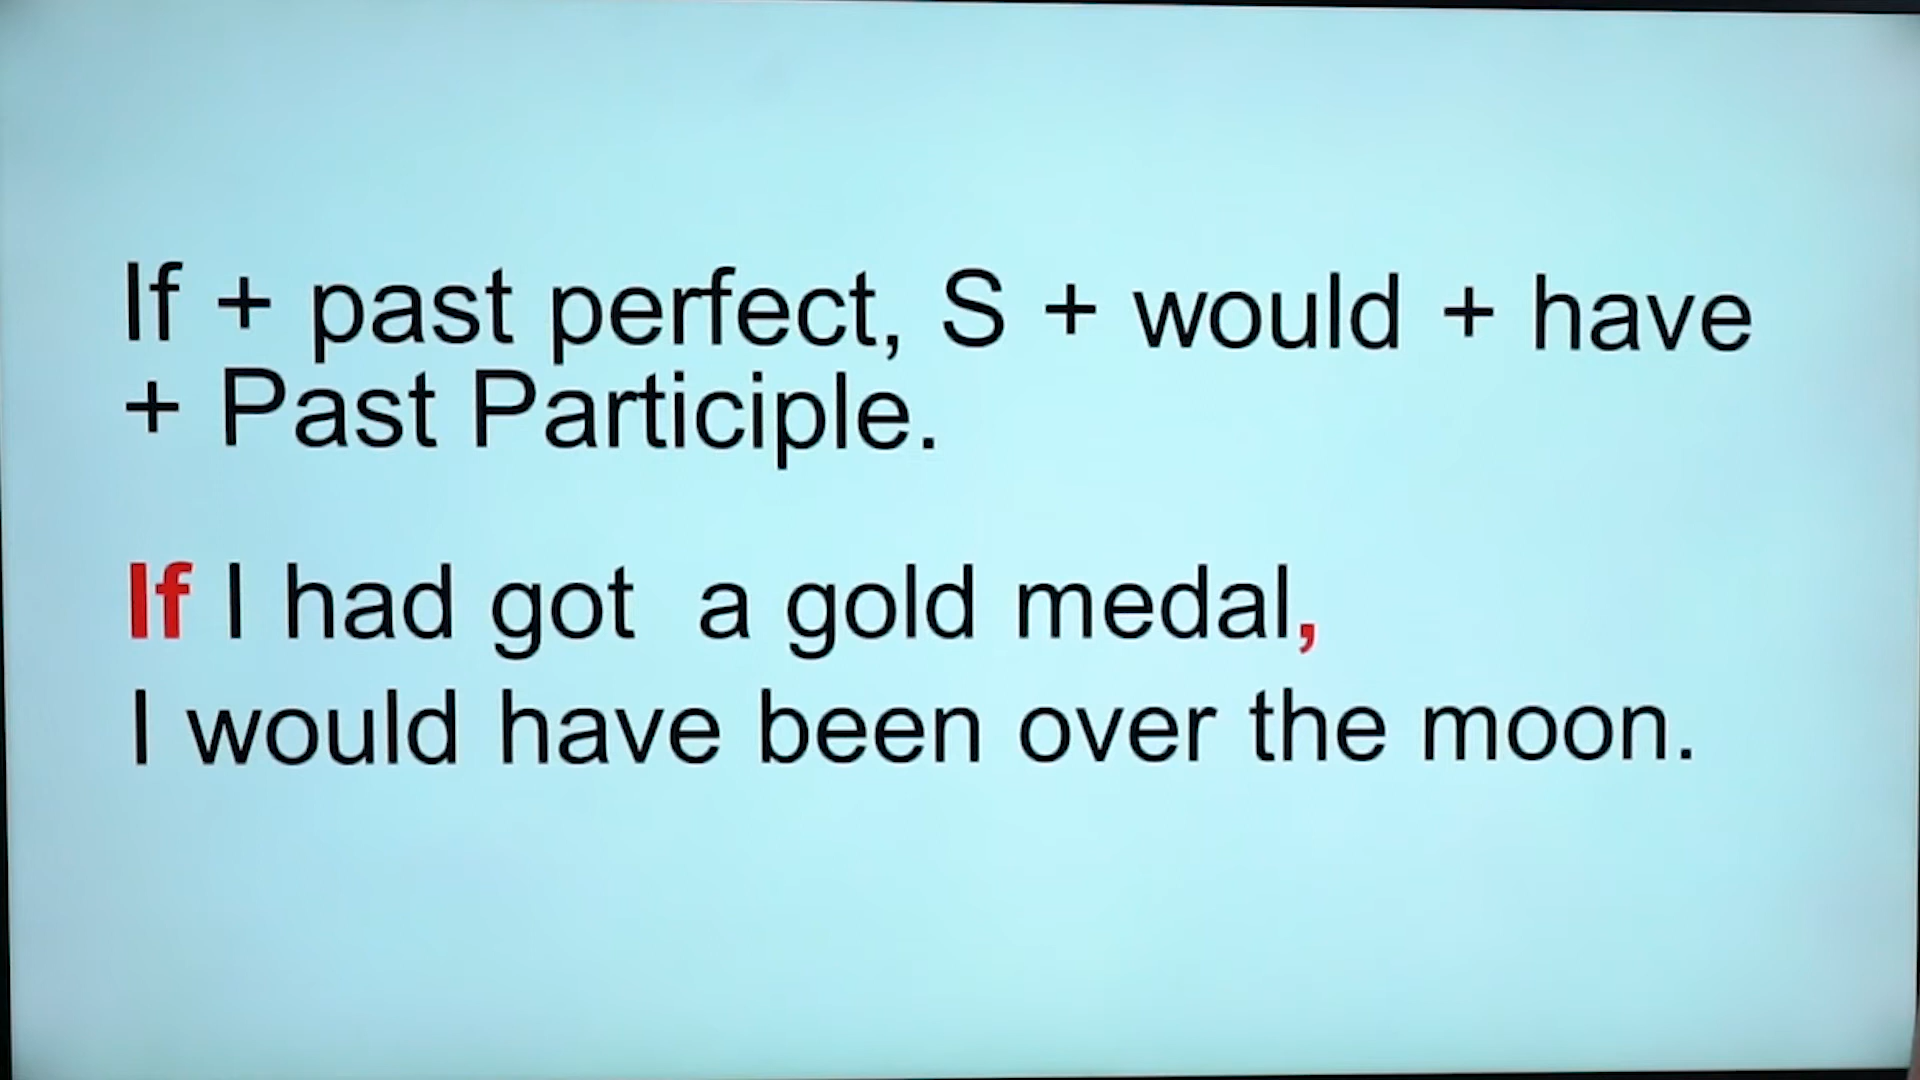 If + past perfect, S + would + have
+ Past Participle.
If I had got a gold medal,
I would have been over the moon.